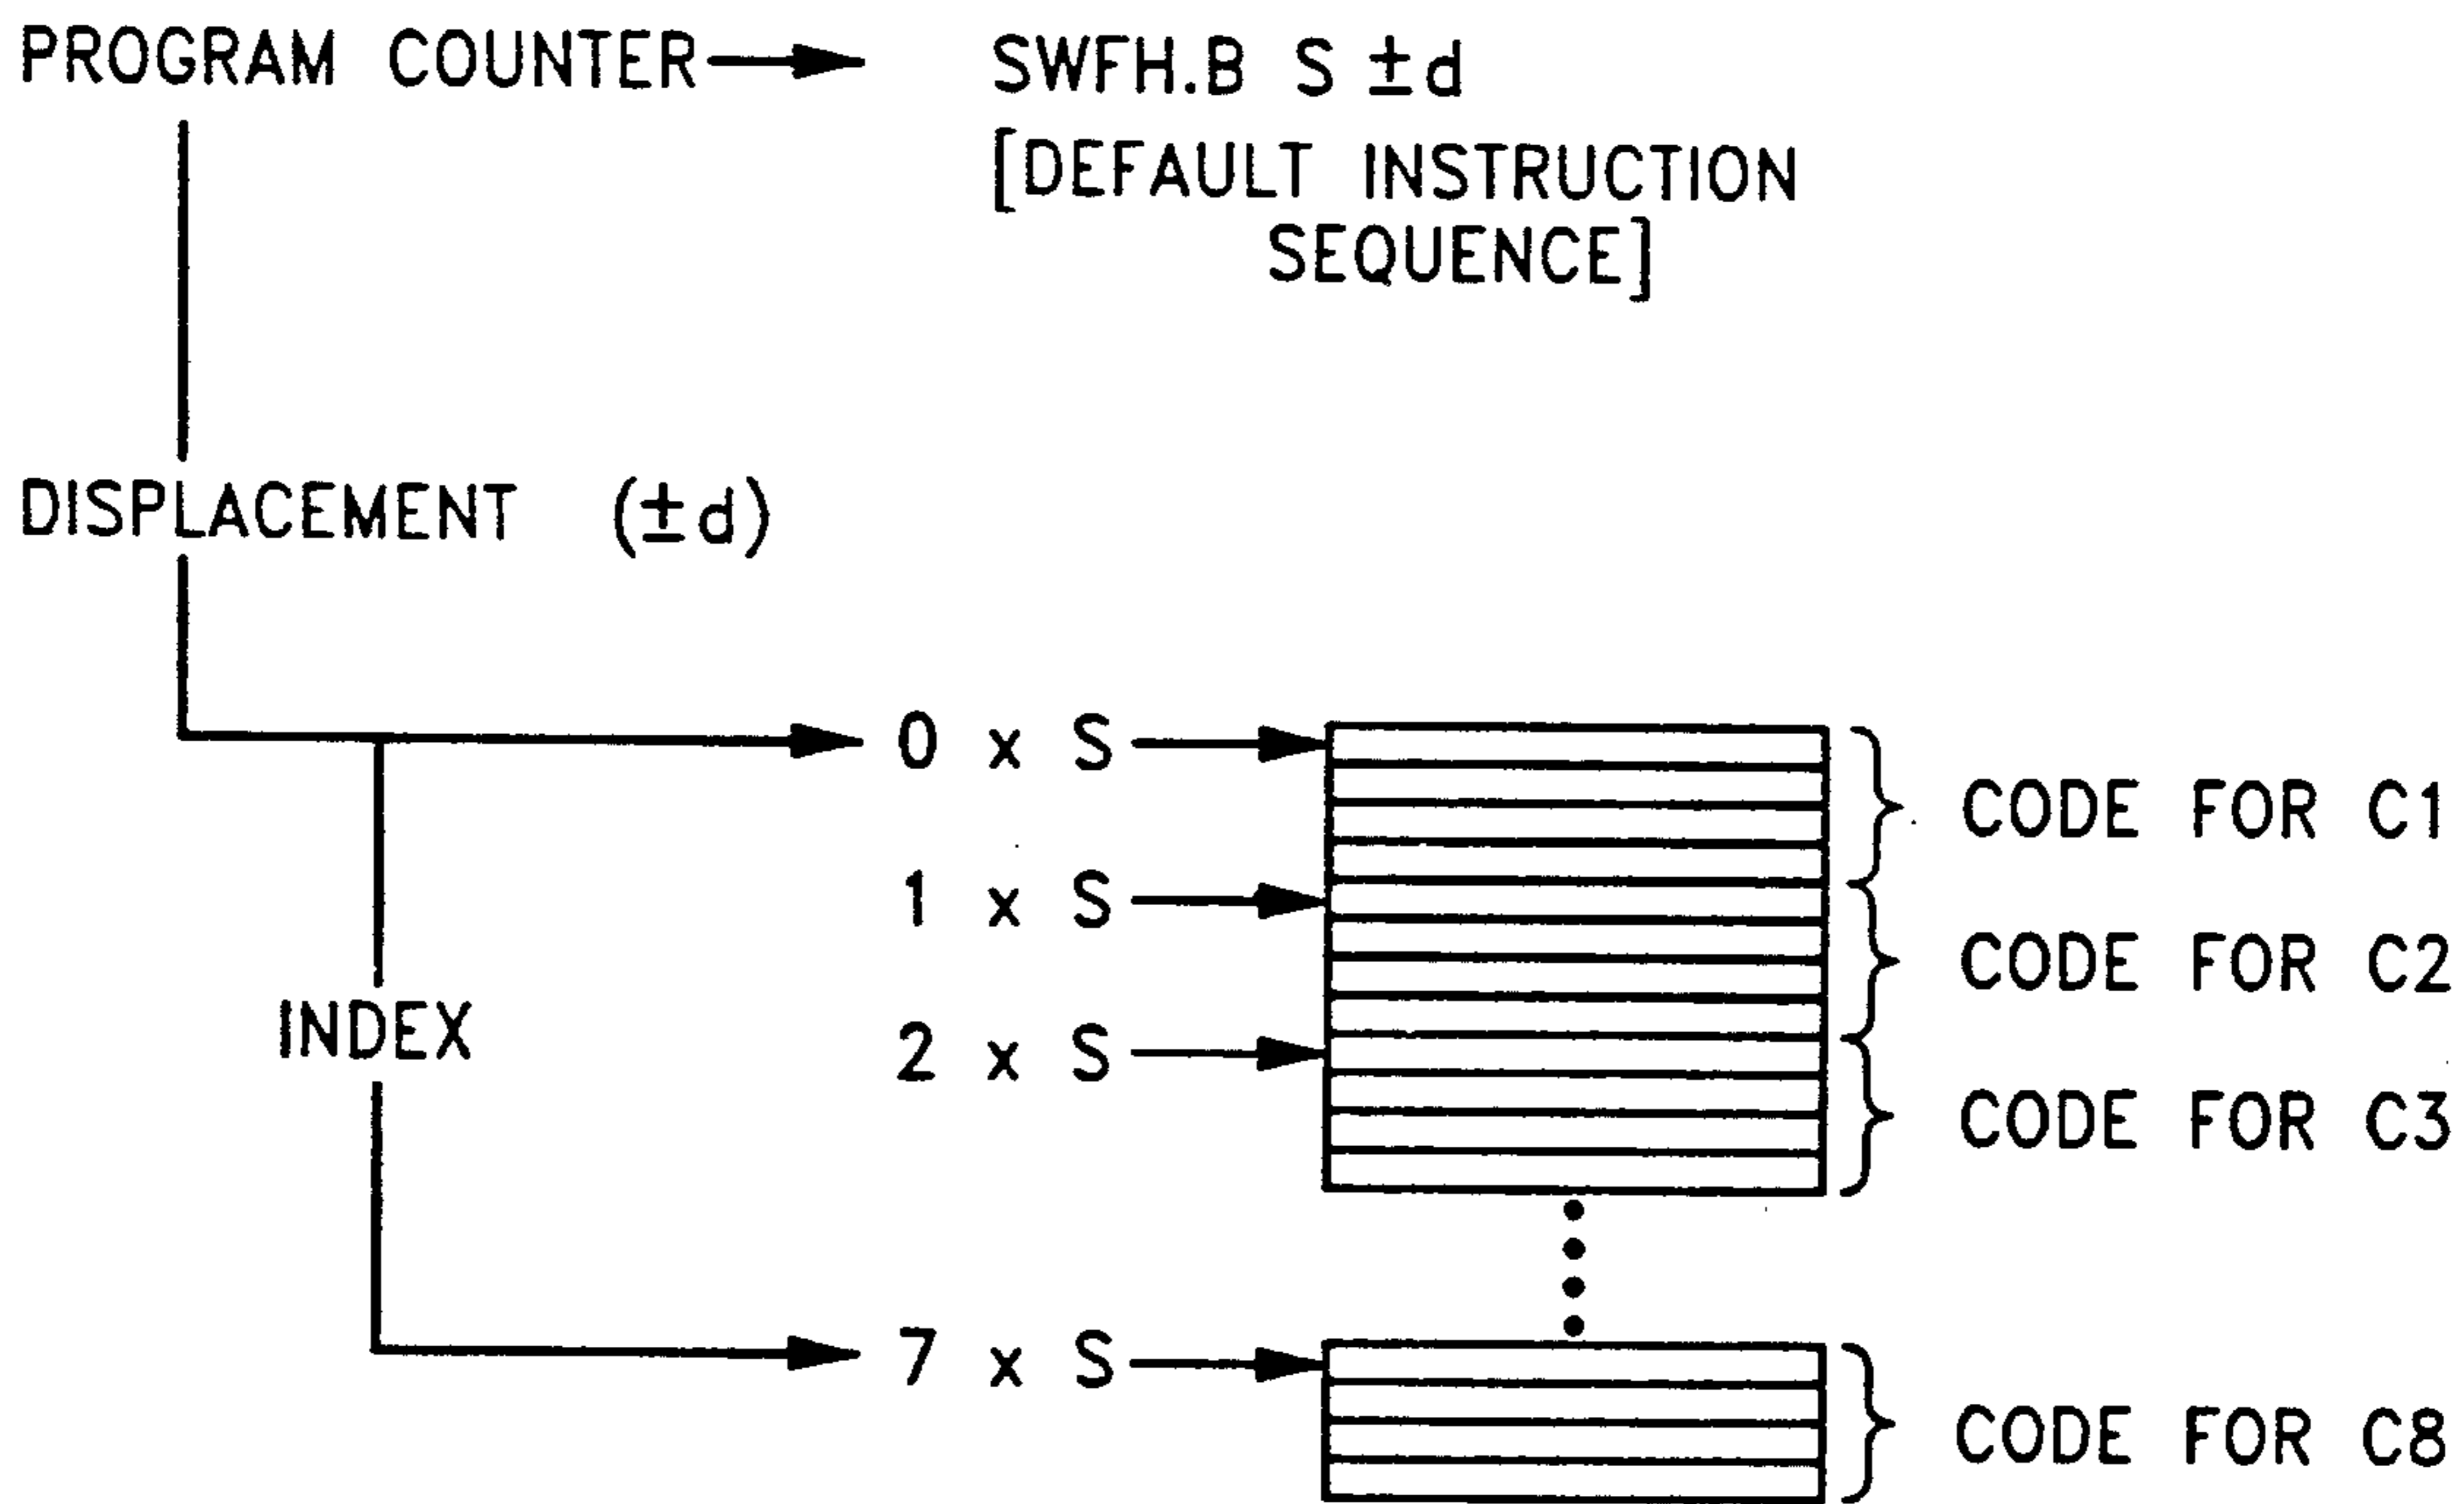 PROGRAM COUNTER
SWFH.B S ±d
[DEFAULT INSTRUCTION
SEQUENCE]
DISPLACEMENT (±d)
0 x S
CODE FOR C1
1 x S
CODE FOR C2
INDEX
2 x S
CODE FOR C3
7 x S
CODE FOR C8